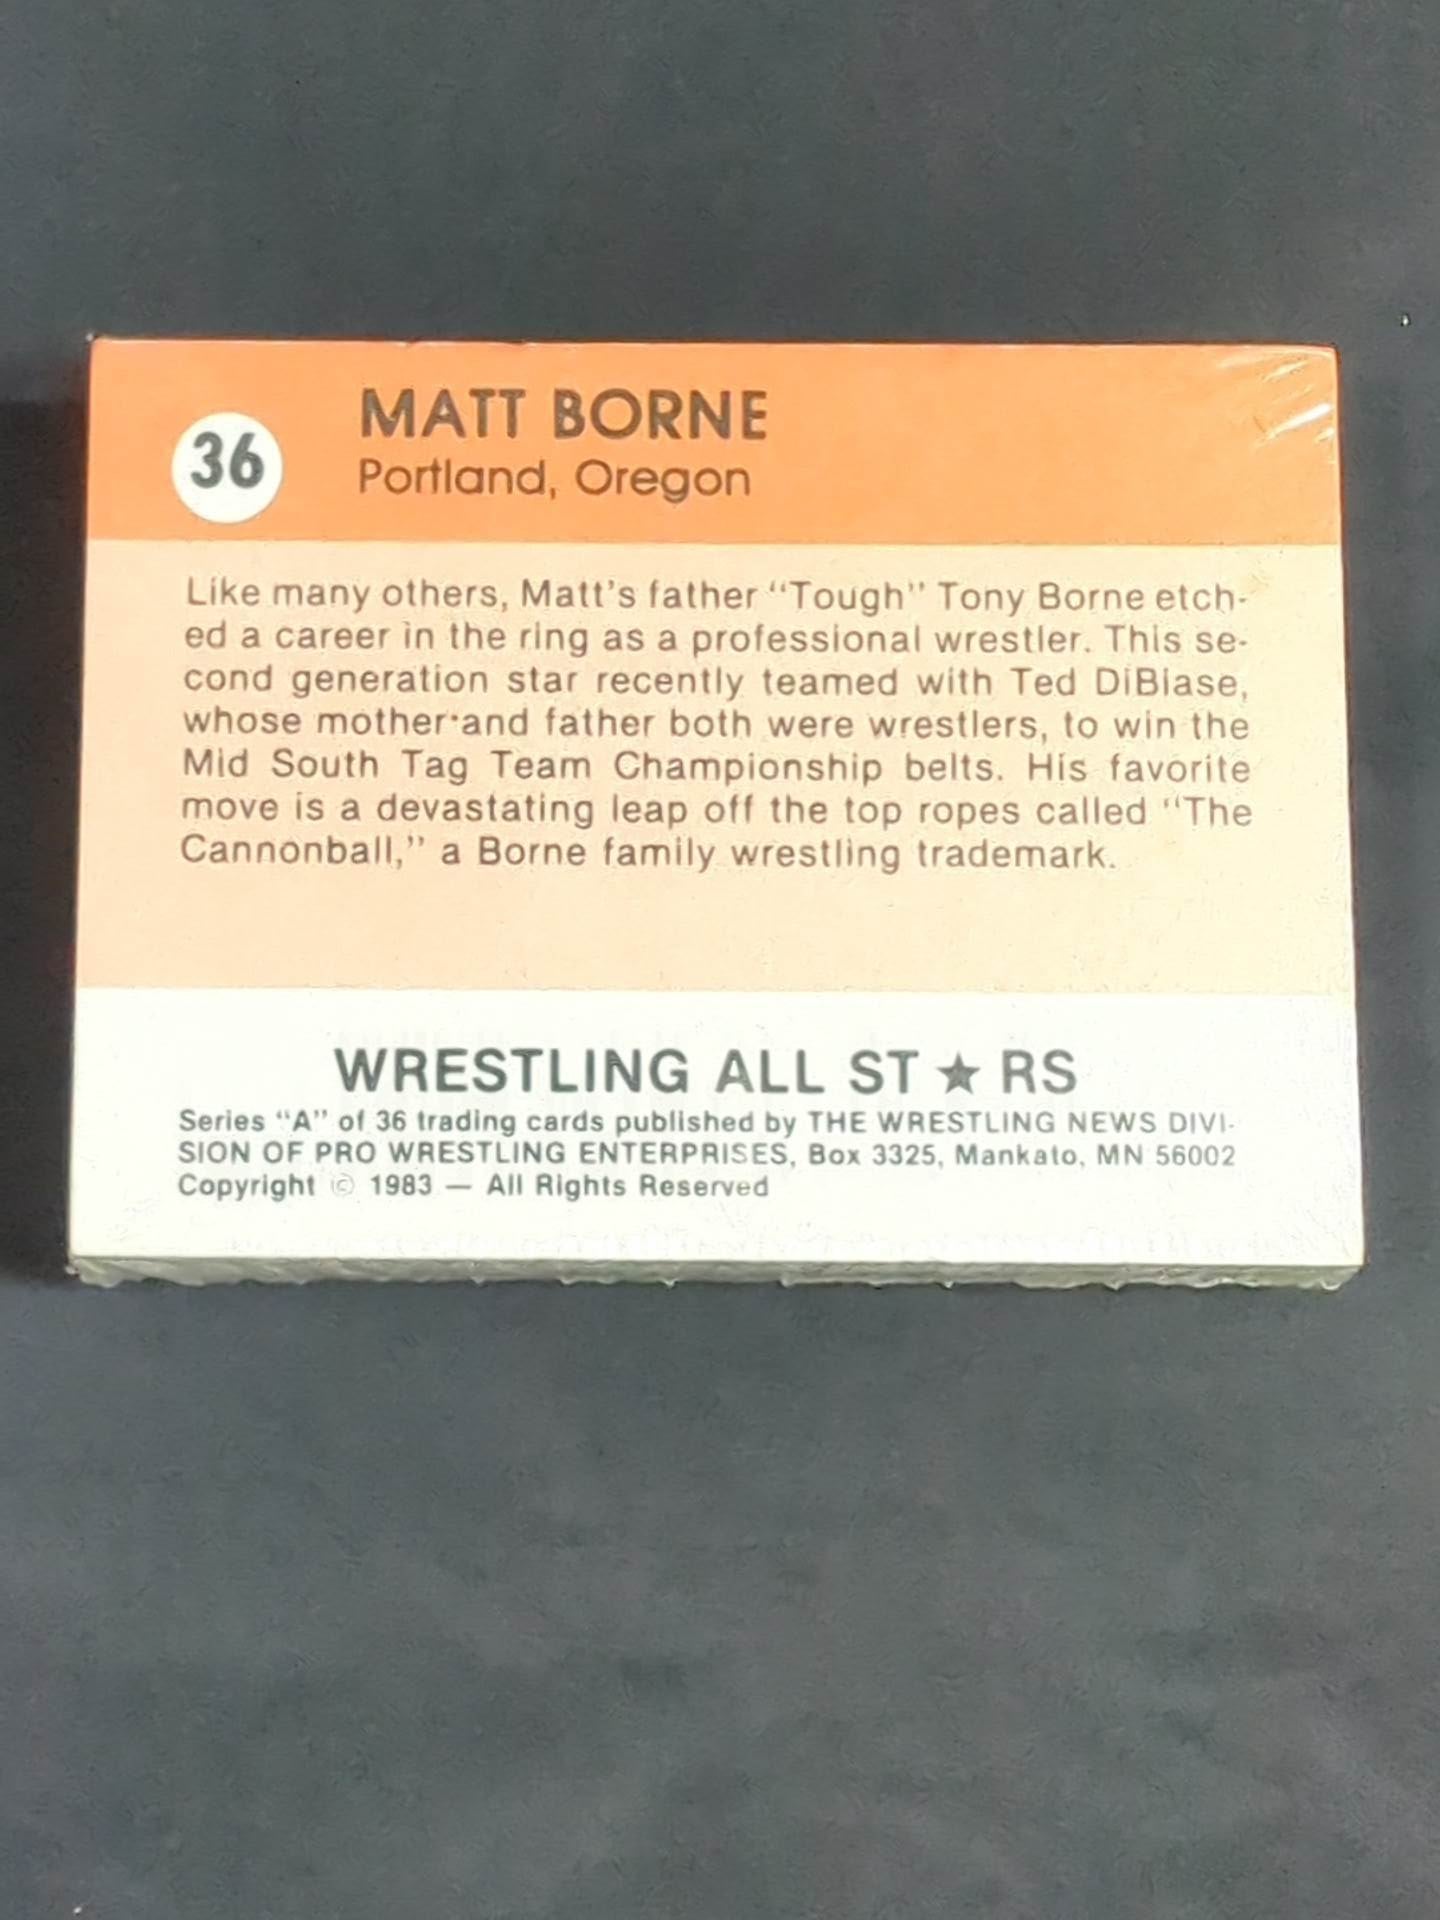 36
MATT BORNE
Portland, Oregon
Like many others, Matt's father "Tough" Tony Borne etch-
ed a career in the ring as a professional wrestler. This se-
cond generation star recently teamed with Ted DiBiase,
whose mother and father both were wrestlers, to win the
Mid South Tag Team Championship belts. His favorite
move is a devastating leap off the top ropes called "The
Cannonball," a Borne family wrestling trademark.
WRESTLING ALL ST★RS
Series "A" of 36 trading cards published by THE WRESTLING NEWS DIVI-
SION OF PRO WRESTLING ENTERPRISES, Box 3325, Mankato, MN 56002
Copyright © 1983 — All Rights Reserved